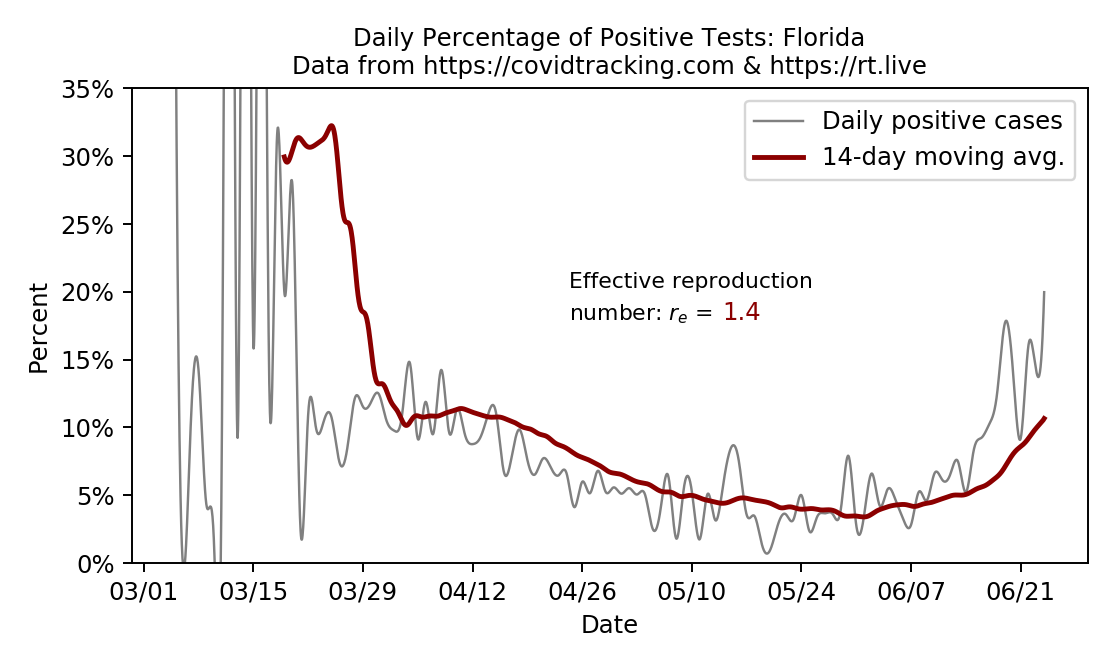 Daily Percentage of Positive Tests: Florida
Data from https://covidtracking.com & https://rt.live
35%
30%
25%
20%
15%
10%
5%
0%
Percent
Daily positive cases
14-day moving avg.
Effective reproduction
number: rₑ = 1.4
03/01 03/15 03/29 04/12 04/26 05/10 05/24 06/07 06/21
Date